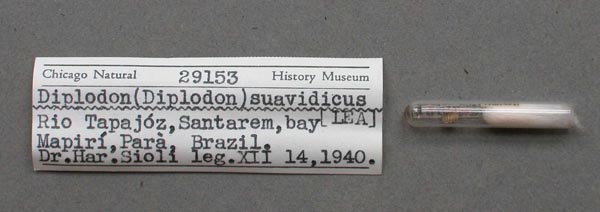 Chicago Natural 29153 History Museum
Diplodon(Diplodon)suavidicus
Rio Tapajóz,Santarem,bay [LEA]
Mapirí,Parà, Brazil.
Dr.Har.Sioli leg.XII 14,1940.